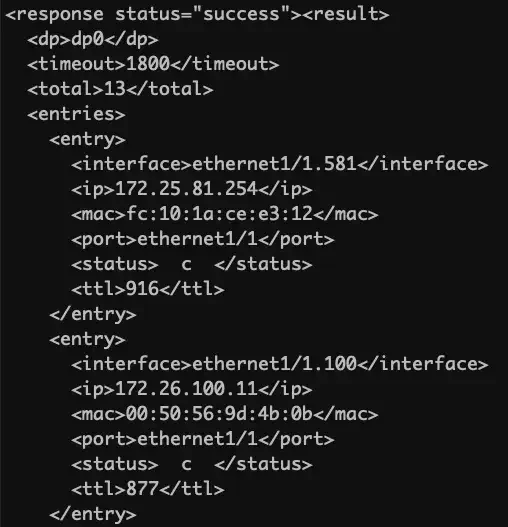 <response status="success"><result>
  <dp>dp0</dp>
  <timeout>1800</timeout>
  <total>13</total>
  <entries>
    <entry>
      <interface>ethernet1/1.581</interface>
      <ip>172.25.81.254</ip>
      <mac>fc:10:1a:ce:e3:12</mac>
      <port>ethernet1/1</port>
      <status>  c  </status>
      <ttl>916</ttl>
    </entry>
    <entry>
      <interface>ethernet1/1.100</interface>
      <ip>172.26.100.11</ip>
      <mac>00:50:56:9d:4b:0b</mac>
      <port>ethernet1/1</port>
      <status>  c  </status>
      <ttl>877</ttl>
    </entry>